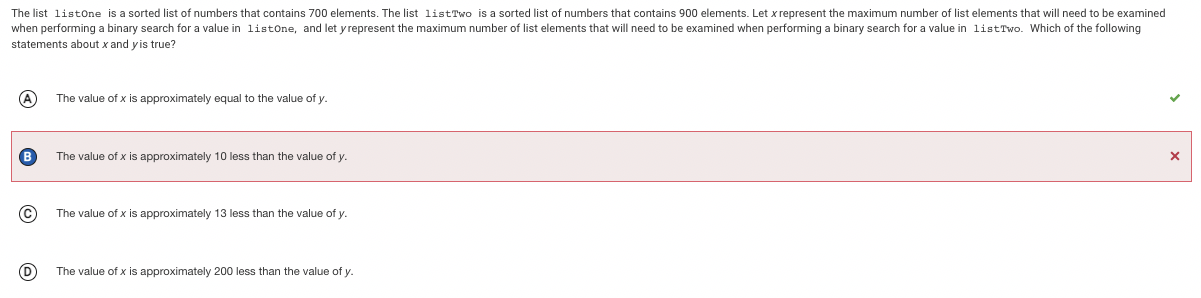 The list listOne is a sorted list of numbers that contains 700 elements. The list listTwo is a sorted list of numbers that contains 900 elements. Let x represent the maximum number of list elements that will need to be examined
when performing a binary search for a value in listOne, and let y represent the maximum number of list elements that will need to be examined when performing a binary search for a value in listTwo. Which of the following
statements about x and y is true?
A The value of x is approximately equal to the value of y.
B The value of x is approximately 10 less than the value of y.
C The value of x is approximately 13 less than the value of y.
D The value of x is approximately 200 less than the value of y.